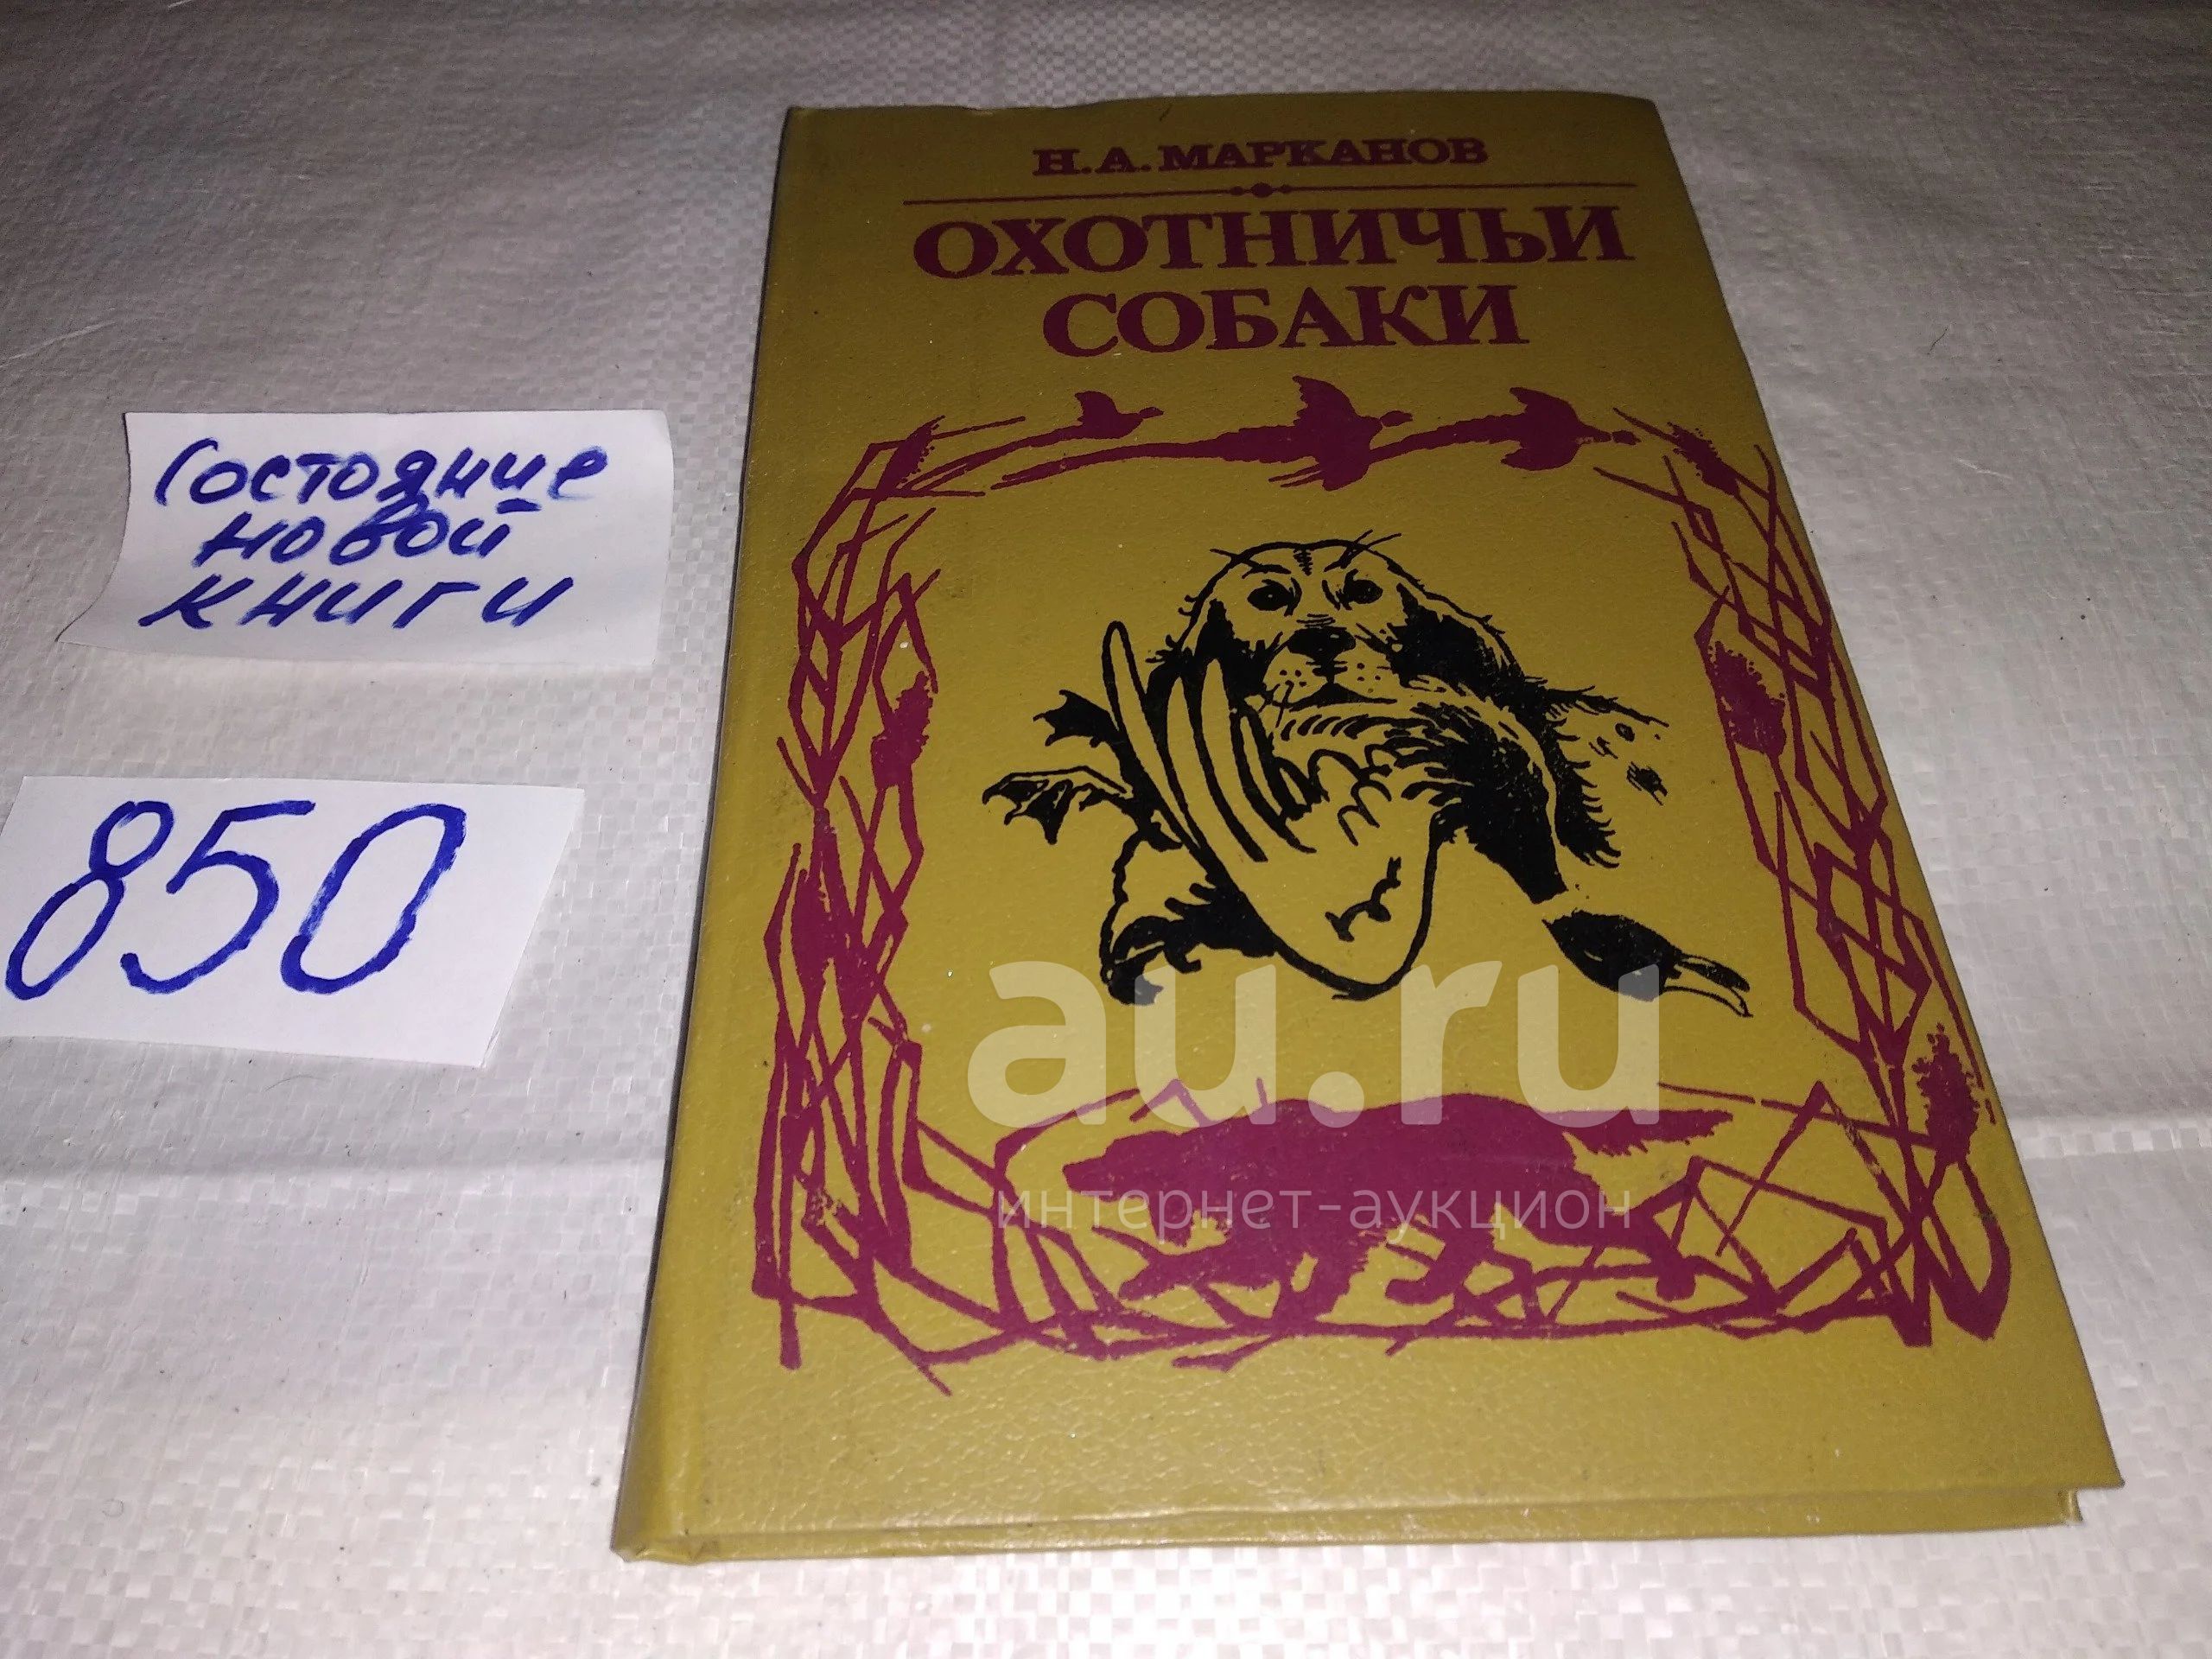 Н.А.МАРКАНОВ
ОХОТНИЧЬИ
СОБАКИ
Состояние
новой
книги
850
au.ru
интернет-аукцион